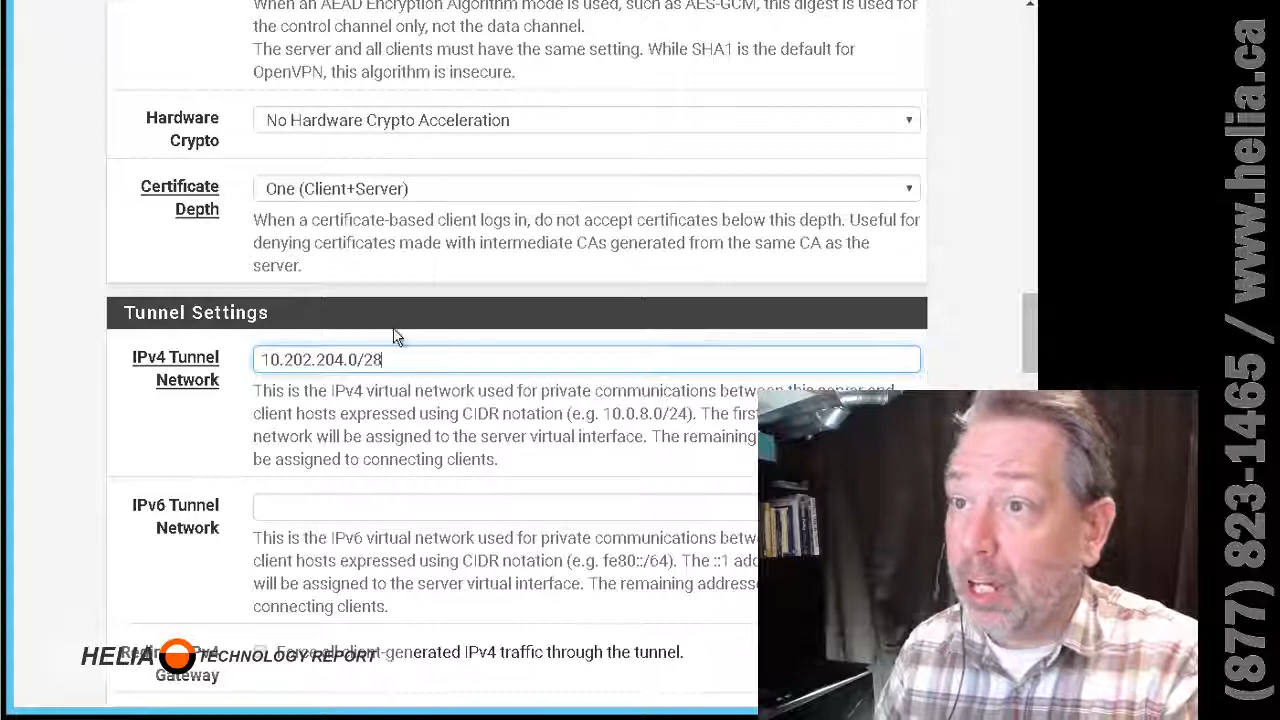 When an AEAD Encryption Algorithm mode is used, such as AES-GCM, this digest is used for
the control channel only, not the data channel.
The server and all clients must have the same setting. While SHA1 is the default for
OpenVPN, this algorithm is insecure.
Hardware
Crypto
No Hardware Crypto Acceleration
Certificate
Depth
One (Client+Server)
When a certificate-based client logs in, do not accept certificates below this depth. Useful for
denying certificates made with intermediate CAs generated from the same CA as the
server.
Tunnel Settings
IPv4 Tunnel
Network
10.202.204.0/28
This is the IPv4 virtual network used for private communications between this server and
client hosts expressed using CIDR notation (e.g. 10.0.8.0/24). The first
network will be assigned to the server virtual interface. The remaining
be assigned to connecting clients.
IPv6 Tunnel
Network
This is the IPv6 virtual network used for private communications
client hosts expressed using CIDR notation (e.g. fe80::/64). The ::1
will be assigned to the server virtual interface. The remaining
connecting clients.
Gateway
Force all client-generated IPv4 traffic through the tunnel.
HELIA TECHNOLOGY REPORT
(877) 823-1465 / www.helia.ca